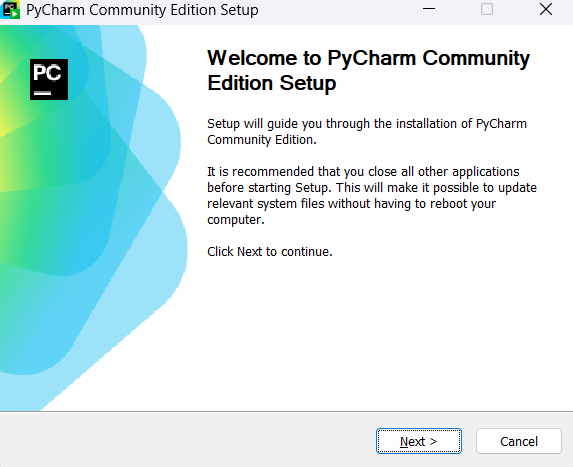 PyCharm Community Edition Setup
PC
Welcome to PyCharm Community
Edition Setup
Setup will guide you through the installation of PyCharm
Community Edition.
It is recommended that you close all other applications
before starting Setup. This will make it possible to update
relevant system files without having to reboot your
computer.
Click Next to continue.
Next >
Cancel